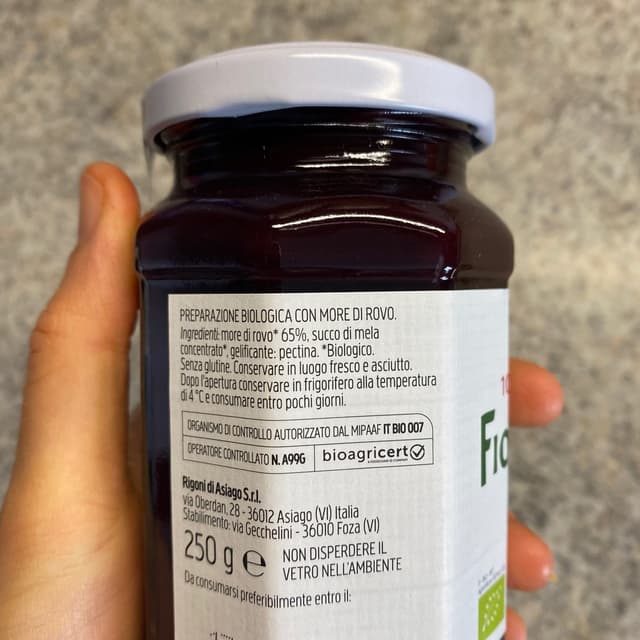 PREPARAZIONE BIOLOGICA CON MORE DI ROVO.
Ingredienti: more di rovo* 65%, succo di mela
concentrato*, gelificante: pectina. *Biologico.
Senza glutine. Conservare in luogo fresco e asciutto.
Dopo l'apertura conservare in frigorifero alla temperatura
di 4 °C e consumare entro pochi giorni.
ORGANISMO DI CONTROLLO AUTORIZZATO DAL MIPAAF IT BIO 007
OPERATORE CONTROLLATO N. A99G bioagricert
Rigoni di Asiago S.r.l.
via Oberdan, 28 - 36012 Asiago (VI) Italia
Stabilimento: via Gecchelini - 36010 Foza (VI)
250 g e NON DISPERDERE IL
VETRO NELL'AMBIENTE
Da consumarsi preferibilmente entro il: